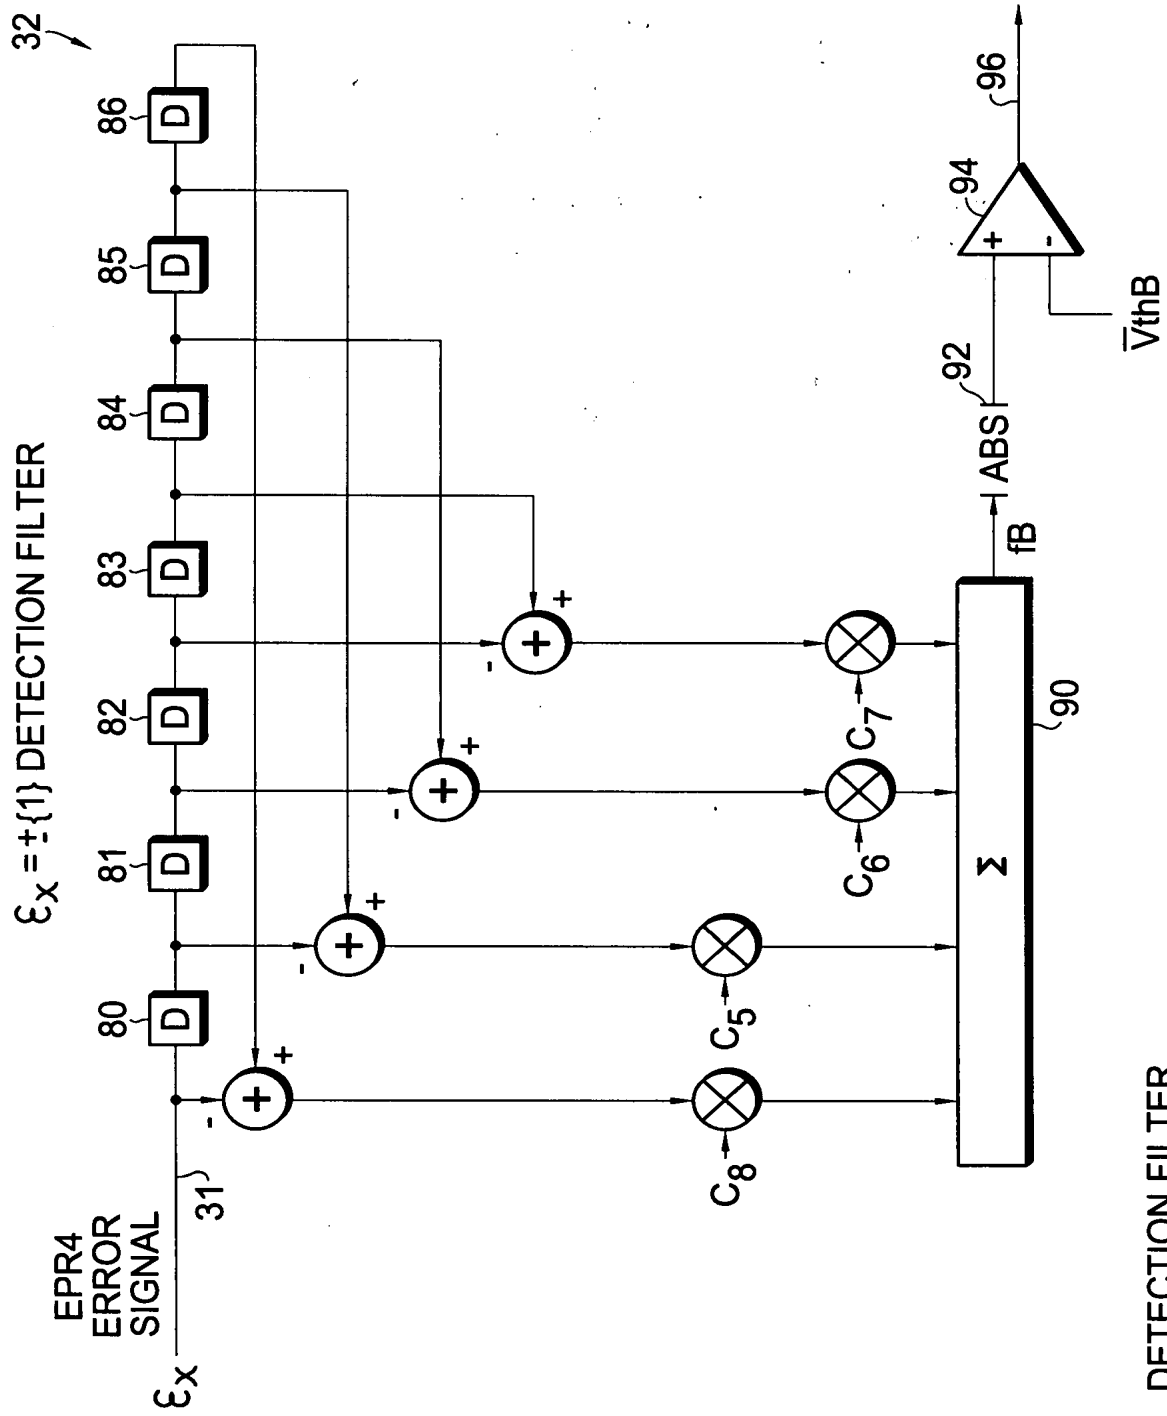 32
Ɛx = ±{1} DETECTION FILTER
EPR4
ERROR
SIGNAL
Ɛx
31
80
81
82
83
84
85
86
D
D
D
D
D
D
D
- + +
- + +
- + +
- + +
C8
C5
C6
C7
Σ
90
fB
ABS
92
+
-
94
96
V̅thB
DETECTION FILTER